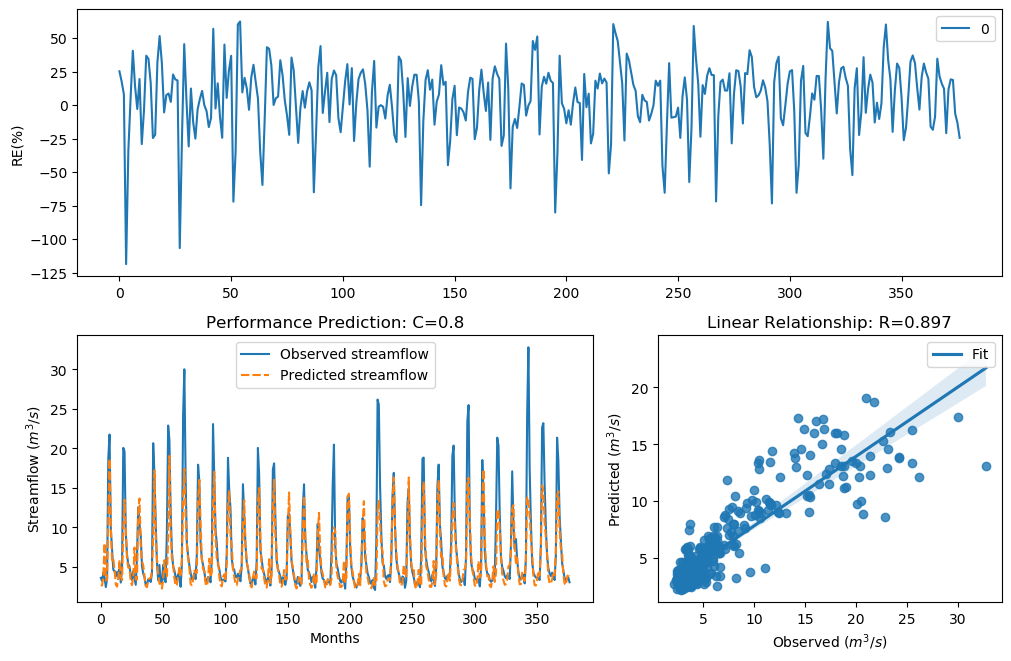 50
25
0
−25
−50
−75
−100
−125
RE(%)
0
0 50 100 150 200 250 300 350
Performance Prediction: C=0.8
Observed streamflow
Predicted streamflow
30
25
20
15
10
5
Streamflow (m³/s)
0 50 100 150 200 250 300 350
Months
Linear Relationship: R=0.897
Fit
20
15
10
5
Predicted (m³/s)
5 10 15 20 25 30
Observed (m³/s)